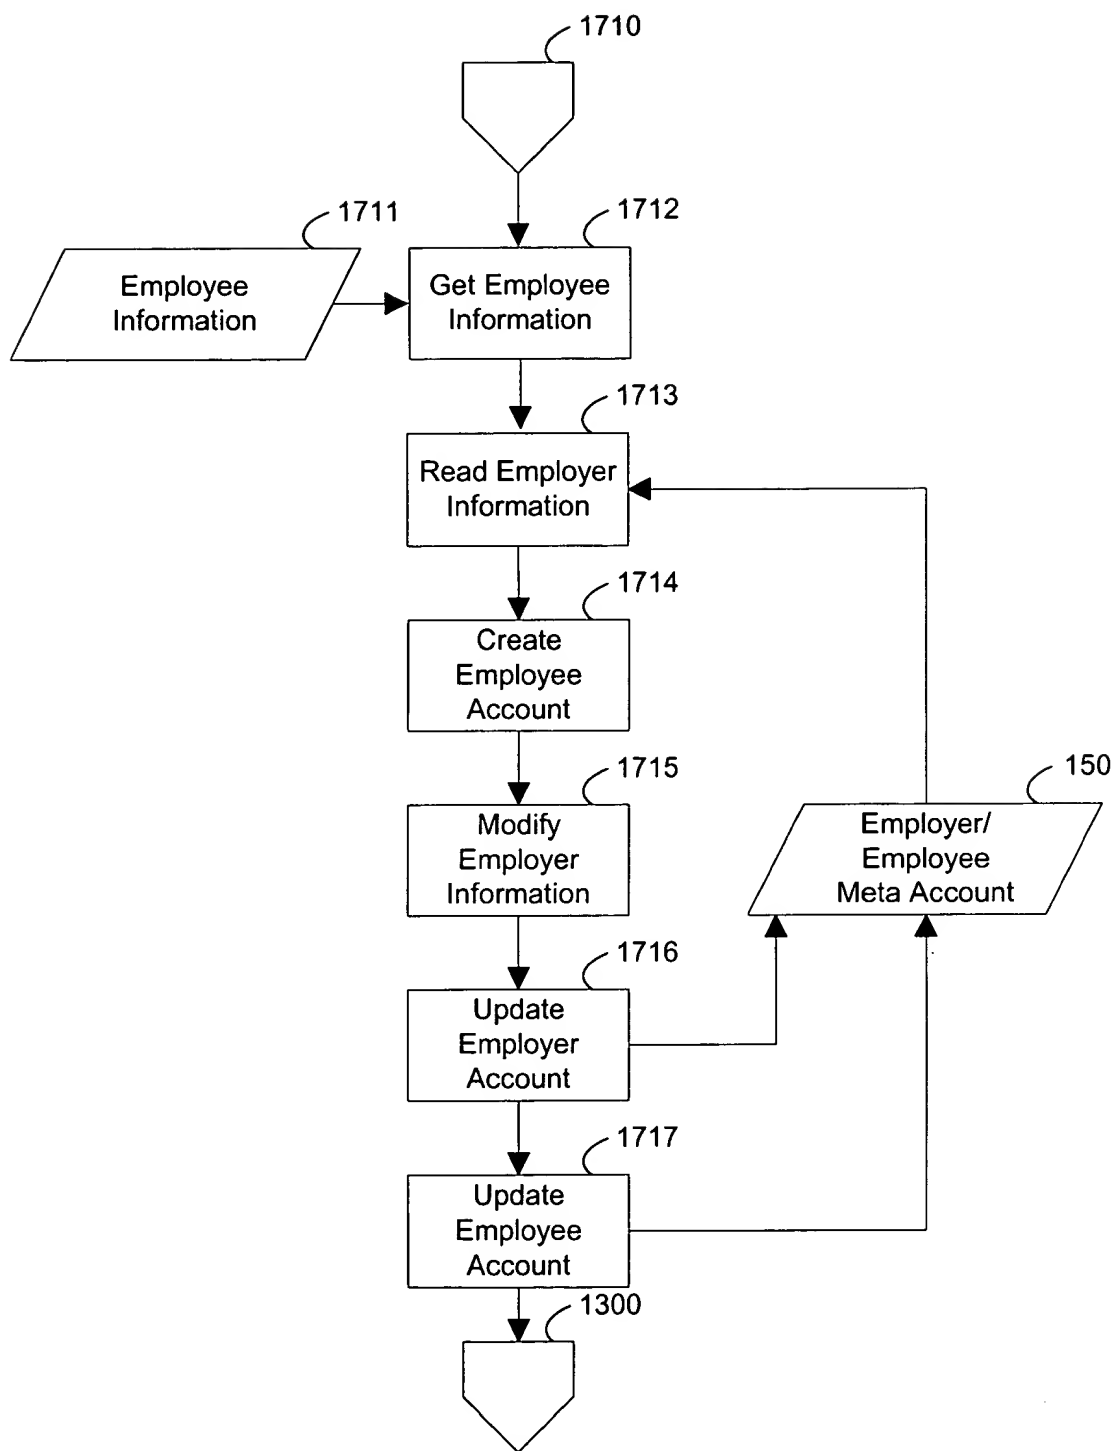 1710
1711
Employee
Information
1712
Get Employee
Information
1713
Read Employer
Information
1714
Create
Employee
Account
1715
Modify
Employer
Information
150
Employer/
Employee
Meta Account
1716
Update
Employer
Account
1717
Update
Employee
Account
1300